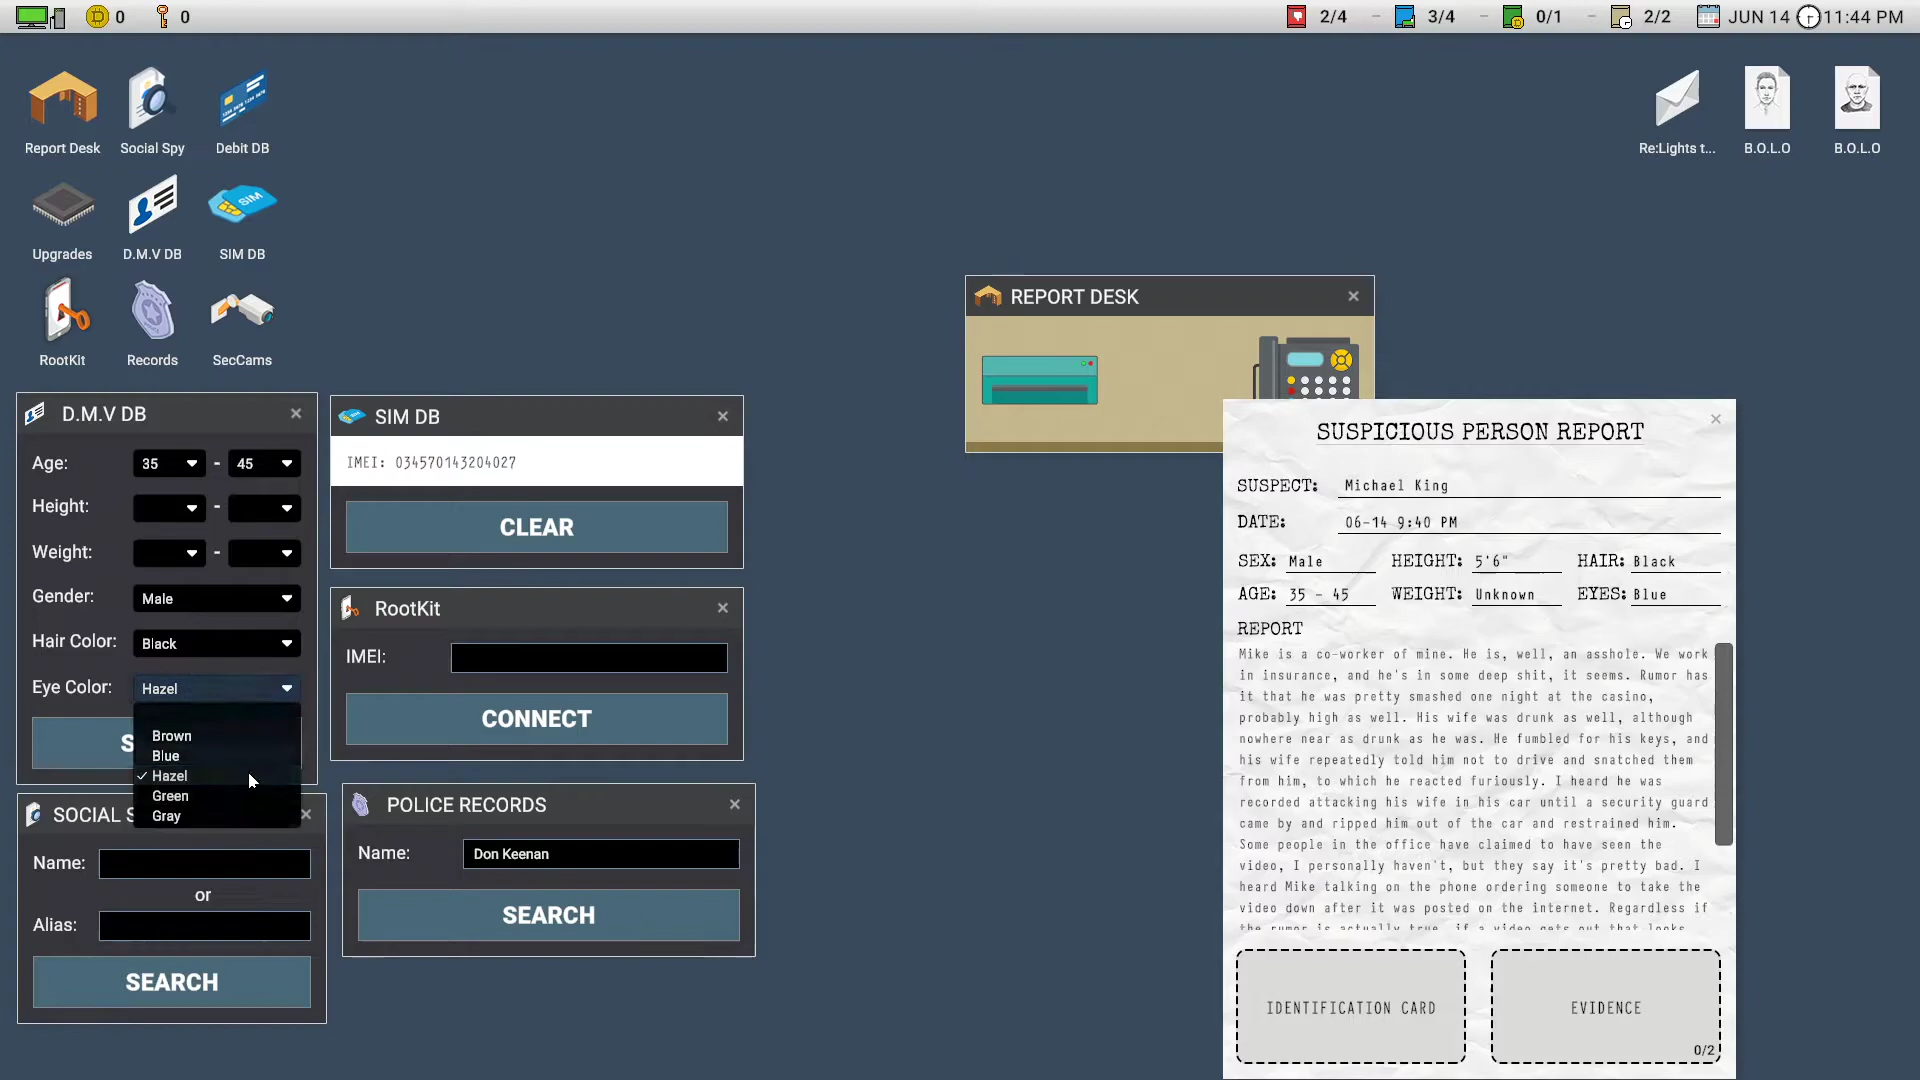 0
0
2/4
3/4
0/1
2/2
JUN 14
11:44 PM
Report Desk
Social Spy
Debit DB
Re:Lights t...
B.O.L.O
B.O.L.O
Upgrades
D.M.V DB
SIM DB
SIM
RootKit
Records
SecCams
D.M.V DB
Age: 35 - 45
Height: -
Weight: -
Gender: Male
Hair Color: Black
Eye Color: Hazel
S
Brown
Blue
✓ Hazel
Green
Gray
SOCIAL S
Name:
or
Alias:
SEARCH
SIM DB
IMEI: 034570143204027
CLEAR
RootKit
IMEI:
CONNECT
POLICE RECORDS
Name: Don Keenan
SEARCH
REPORT DESK
SUSPICIOUS PERSON REPORT
SUSPECT: Michael King
DATE: 06-14 9:40 PM
SEX: Male HEIGHT: 5'6" HAIR: Black
AGE: 35 - 45 WEIGHT: Unknown EYES: Blue
REPORT
Mike is a co-worker of mine. He is, well, an asshole. We work
in insurance, and he's in some deep shit, it seems. Rumor has
it that he was pretty smashed one night at the casino,
probably high as well. His wife was drunk as well, although
nowhere near as drunk as he was. He fumbled for his keys, and
his wife repeatedly told him not to drive and snatched them
from him, to which he reacted furiously. I heard he was
recorded attacking his wife in his car until a security guard
came by and ripped him out of the car and restrained him.
Some people in the office have claimed to have seen the
video, I personally haven't, but they say it's pretty bad. I
heard Mike talking on the phone ordering someone to take the
video down after it was posted on the internet. Regardless if
the rumor is actually true, if a video gets out that looks
IDENTIFICATION CARD
EVIDENCE
0/2